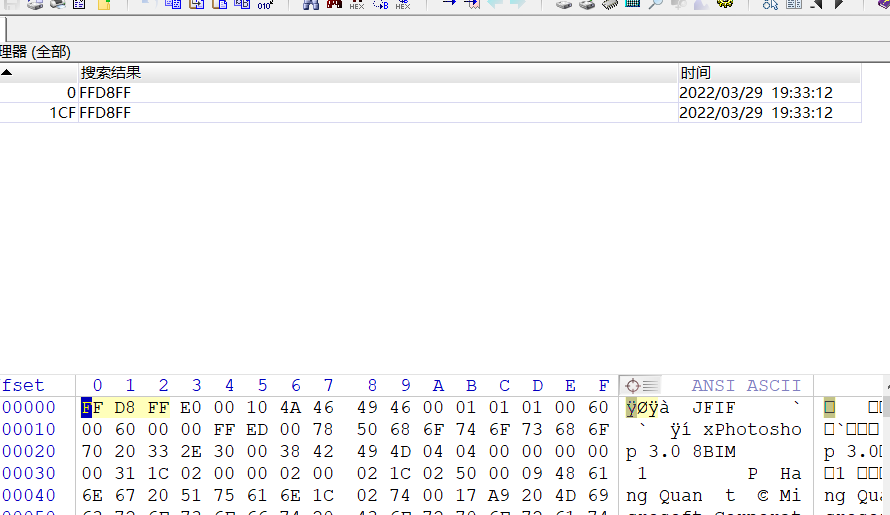 理器 (全部)
搜索结果 时间
0 FFD8FF 2022/03/29 19:33:12
1CF FFD8FF 2022/03/29 19:33:12
fset 0 1 2 3 4 5 6 7 8 9 A B C D E F ANSI ASCII
00000 FF D8 FF E0 00 10 4A 46 49 46 00 01 01 01 00 60 ÿØÿà JFIF `
00010 00 60 00 00 FF ED 00 78 50 68 6F 74 6F 73 68 6F ` ÿí xPhotosho
00020 70 20 33 2E 30 00 38 42 49 4D 04 04 00 00 00 00 p 3.0 8BIM p 3.0
00030 00 31 1C 02 00 00 02 00 02 1C 02 50 00 09 48 61 1 P Ha 1
00040 6E 67 20 51 75 61 6E 1C 02 74 00 17 A9 20 4D 69 ng Quan t © Mi ng Qua